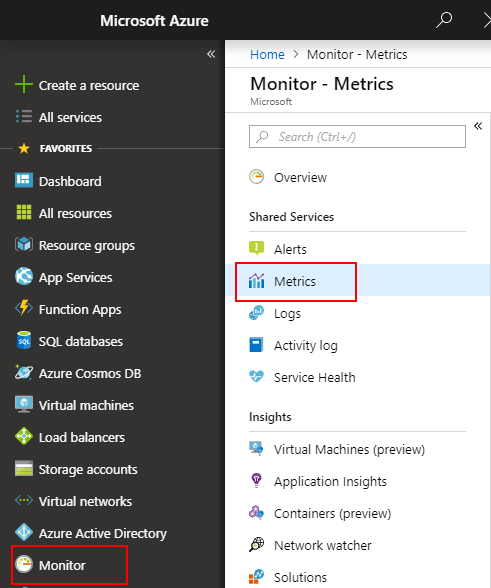 Microsoft Azure
«
Create a resource
All services
FAVORITES
Dashboard
All resources
Resource groups
App Services
Function Apps
SQL databases
Azure Cosmos DB
Virtual machines
Load balancers
Storage accounts
Virtual networks
Azure Active Directory
Monitor
Home > Monitor - Metrics
Monitor - Metrics
Microsoft
Search (Ctrl+/)
«
Overview
Shared Services
Alerts
Metrics
Logs
Activity log
Service Health
Insights
Virtual Machines (preview)
Application Insights
Containers (preview)
Network watcher
Solutions